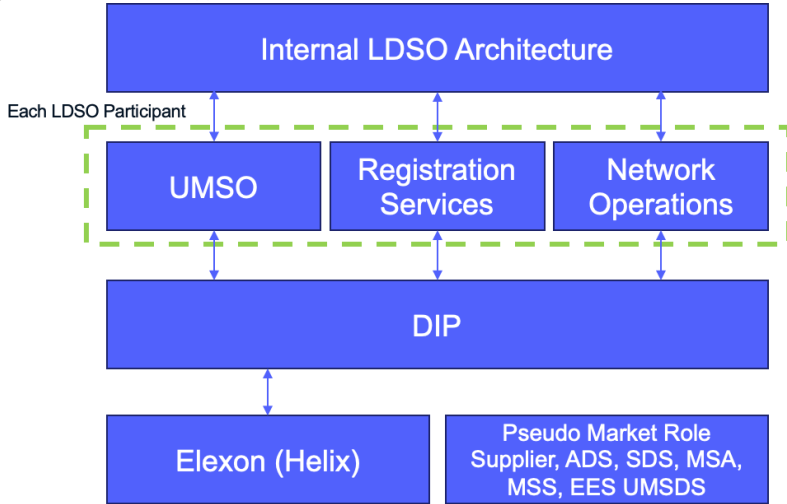 Internal LDSO Architecture
Each LDSO Participant
UMSO
Registration
Services
Network
Operations
DIP
Elexon (Helix)
Pseudo Market Role
Supplier, ADS, SDS, MSA,
MSS, EES UMSDS